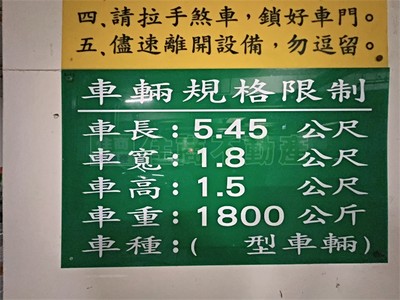 四、請拉手煞車，鎖好車門。
五、儘速離開設備，勿逗留。
車輛規格限制
車長：5.45 公尺
車寬：1.8 公尺
車高：1.5 公尺
車重：1800 公斤
車種：( 型車輛)